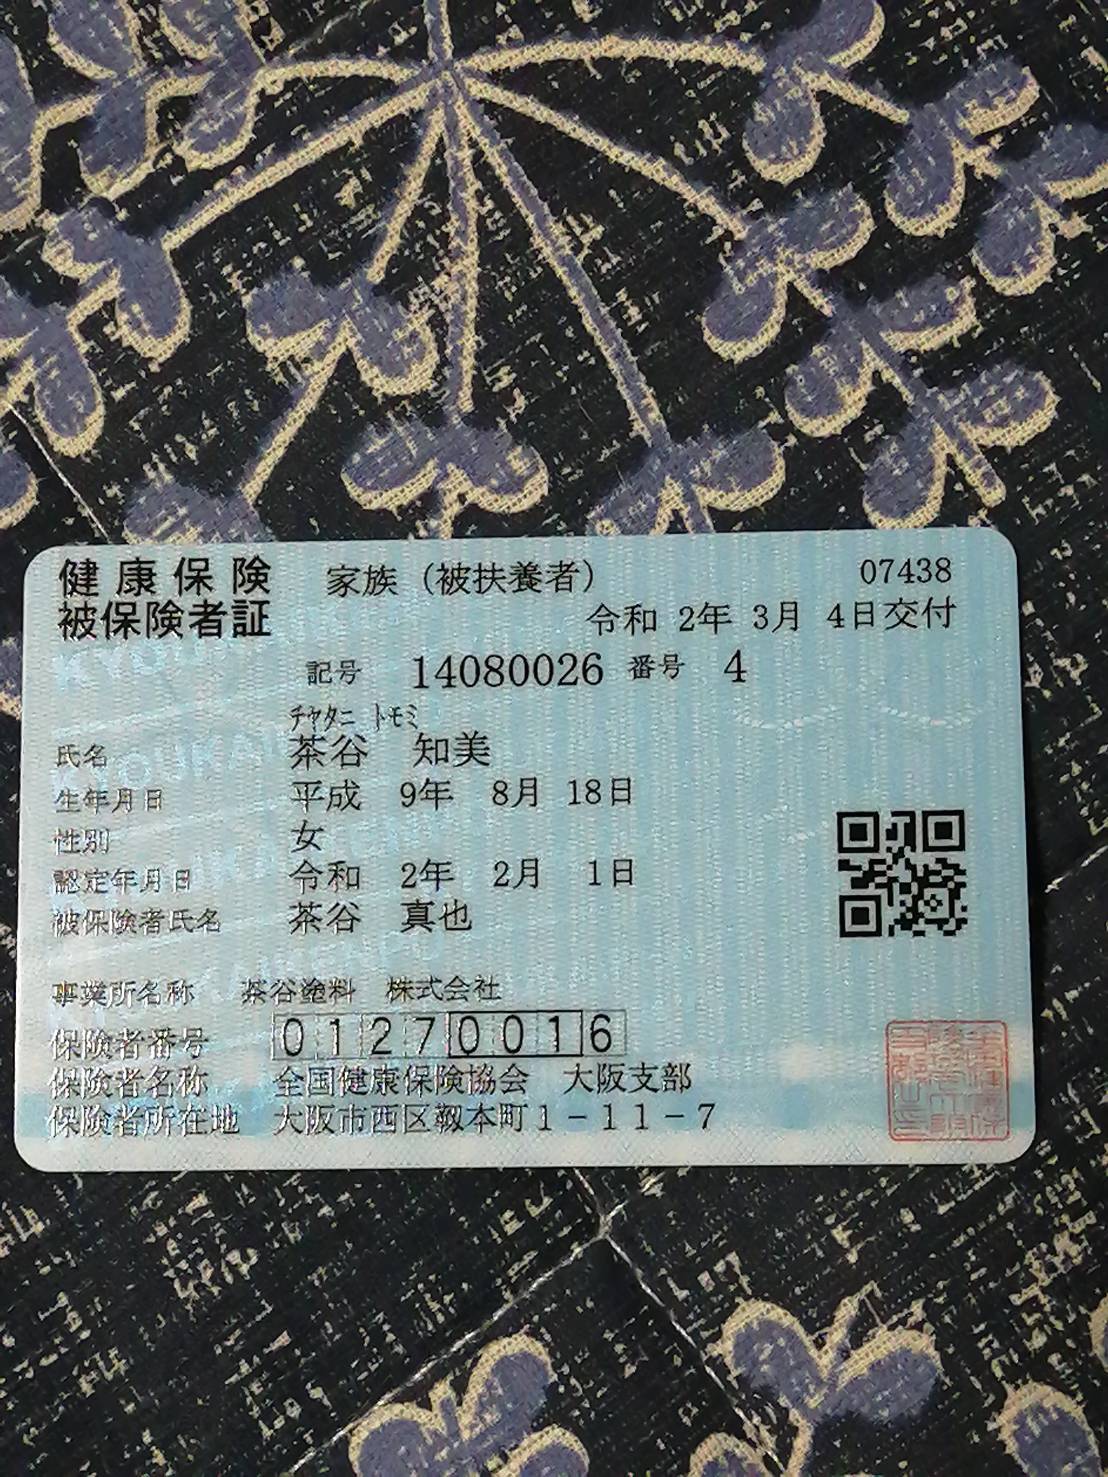 健康保険 家族（被扶養者） 07438
被保険者証 令和 2年 3月 4日交付
記号 14080026 番号 4
ﾁﾔﾀﾆ ﾄﾓﾐ
氏名 茶谷 知美
生年月日 平成 9年 8月 18日
性別 女
認定年月日 令和 2年 2月 1日
被保険者氏名 茶谷 真也
事業所名称 茶谷塗料 株式会社
保険者番号 01270016
保険者名称 全国健康保険協会 大阪支部
保険者所在地 大阪市西区靱本町１－１１－７